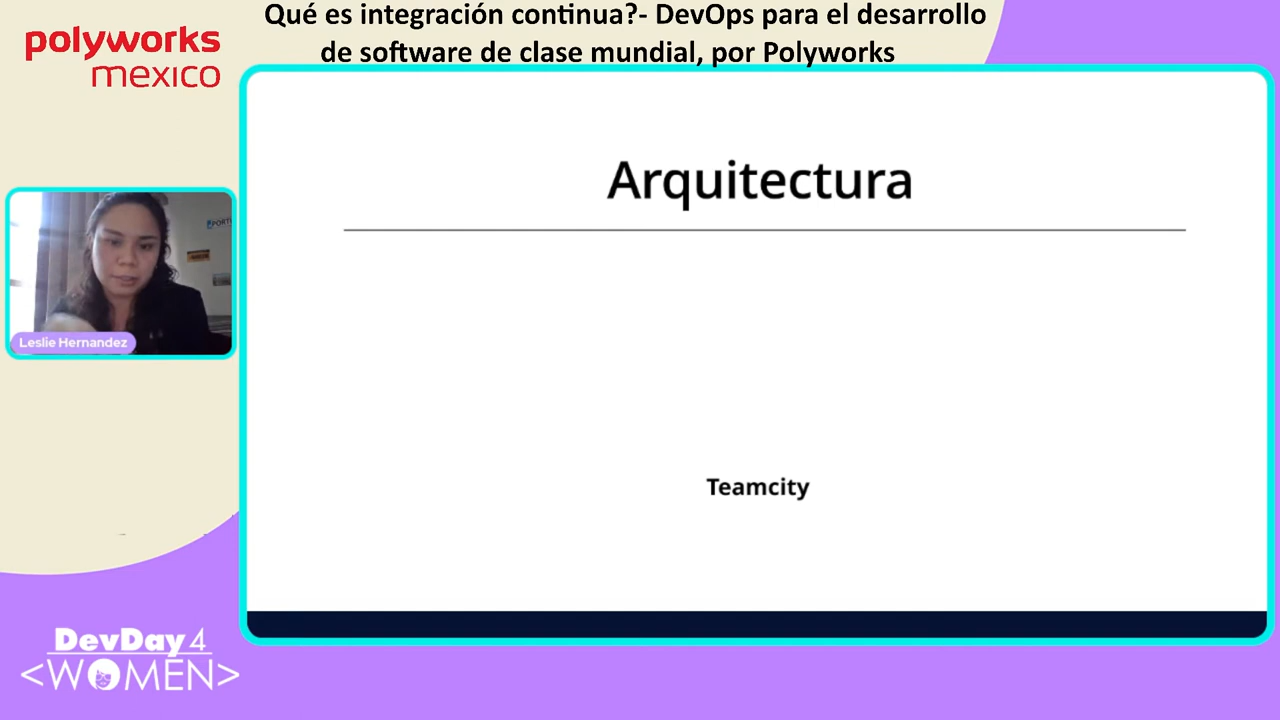 polyworks
mexico
Qué es integración continua?- DevOps para el desarrollo
de software de clase mundial, por Polyworks
Arquitectura
Teamcity
Leslie Hernandez
DevDay4
<WOMEN>